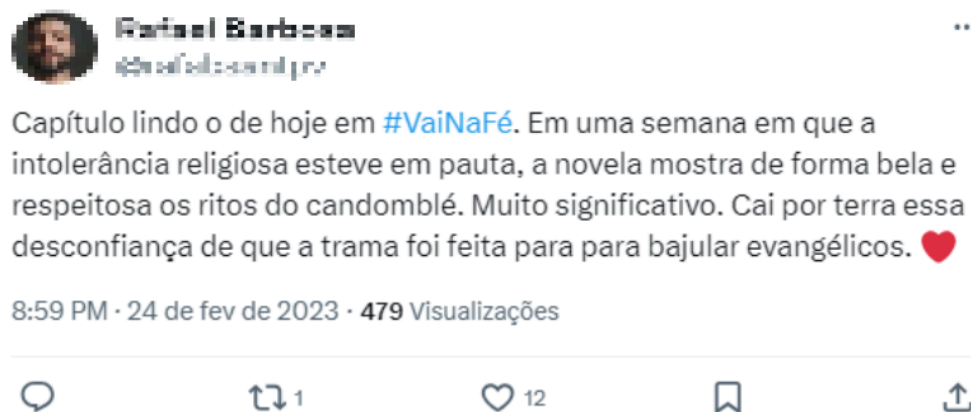 Capítulo lindo o de hoje em #VaiNaFé. Em uma semana em que a
intolerância religiosa esteve em pauta, a novela mostra de forma bela e
respeitosa os ritos do candomblé. Muito significativo. Cai por terra essa
desconfiança de que a trama foi feita para para bajular evangélicos.
8:59 PM · 24 de fev de 2023 · 479 Visualizações
1 12